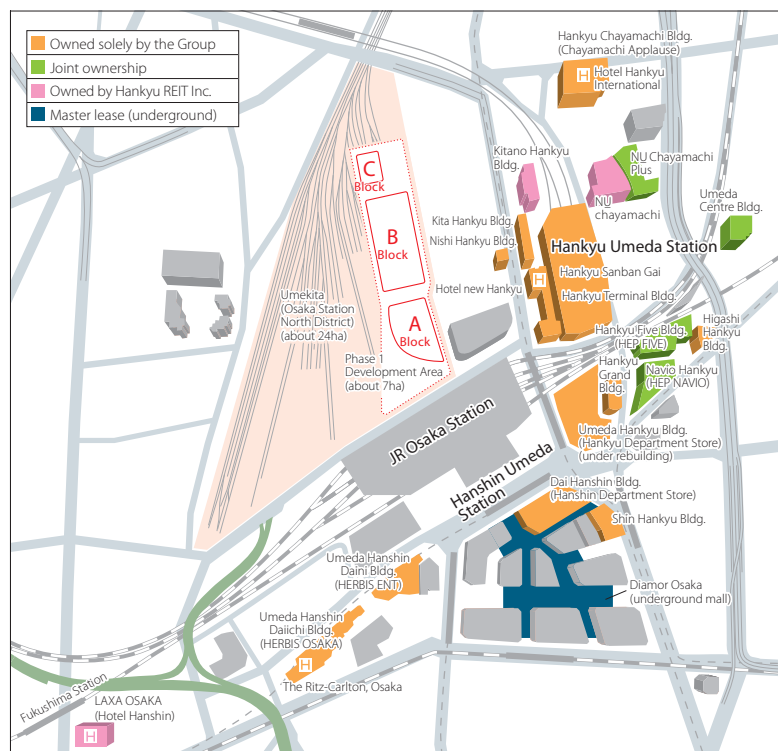 Owned solely by the Group
Joint ownership
Owned by Hankyu REIT Inc.
Master lease (underground)
Hankyu Chayamachi Bldg.
(Chayamachi Applause)
H
Hotel Hankyu
International
NU Chayamachi
Plus
Kitano Hankyu
Bldg.
NU
chayamachi
Umeda
Centre Bldg.
C
Block
B
Block
A
Block
Kita Hankyu Bldg.
Nishi Hankyu Bldg.
Hankyu Umeda Station
H
Hankyu Sanban Gai
Hotel new Hankyu
Hankyu Terminal Bldg.
Umekita
(Osaka Station
North District)
(about 24ha)
Phase 1
Development Area
(about 7ha)
Hankyu Five Bldg.
(HEP FIVE)
Higashi
Hankyu
Bldg.
Hankyu
Grand
Bldg.
Navio Hankyu
(HEP NAVIO)
JR Osaka Station
Umeda Hankyu Bldg.
(Hankyu Department Store)
(under rebuilding)
Hanshin Umeda
Station
Dai Hanshin Bldg.
(Hanshin Department Store)
Shin Hankyu Bldg.
Umeda Hanshin
Daini Bldg.
(HERBIS ENT)
Diamor Osaka
(underground mall)
Umeda Hanshin
Daiichi Bldg.
(HERBIS OSAKA)
H
The Ritz-Carlton, Osaka
Fukushima Station
LAXA OSAKA
(Hotel Hanshin)
H